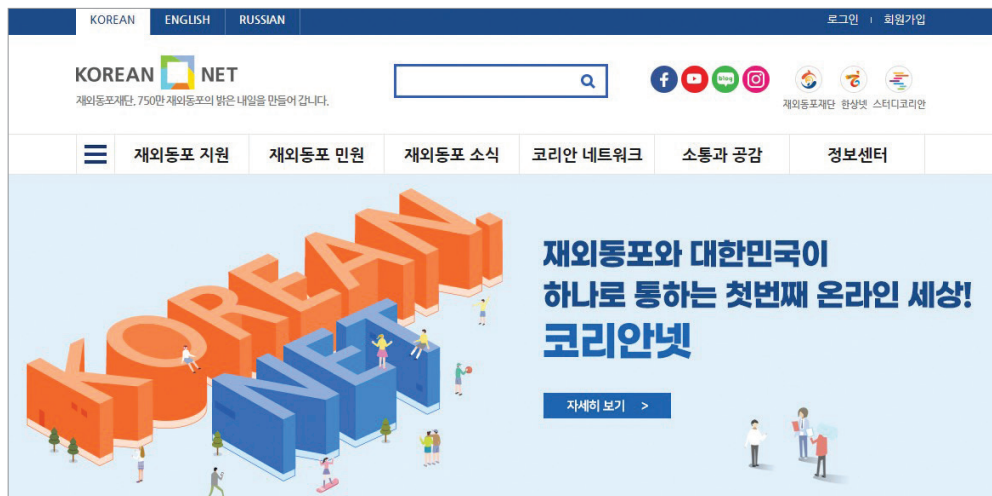 KOREAN ENGLISH RUSSIAN 로그인 회원가입
KOREAN NET
재외동포재단, 750만 재외동포의 밝은 내일을 만들어 갑니다.
blog
재외동포재단 한상넷 스터디코리안
재외동포 지원 재외동포 민원 재외동포 소식 코리안 네트워크 소통과 공감 정보센터
KOREAN
NET
재외동포와 대한민국이
하나로 통하는 첫번째 온라인 세상!
코리안넷
자세히 보기 >